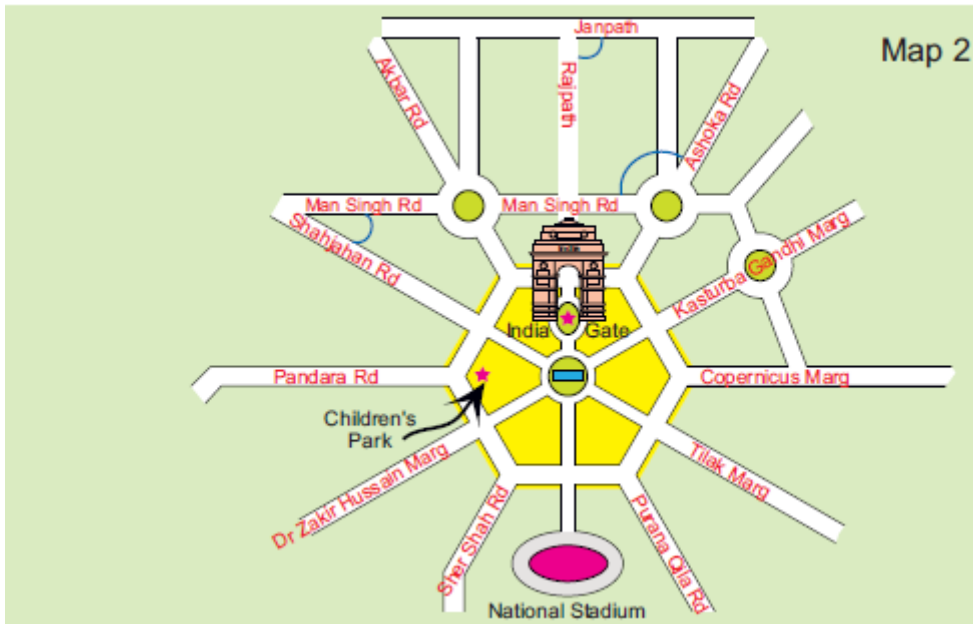 Janpath
Map 2
Akbar Rd
Rajpath
Ashoka Rd
Man Singh Rd
Man Singh Rd
Shahjahan Rd
Kasturba Gandhi Marg
India Gate
Pandara Rd
Copernicus Marg
Children's
Park
Dr Zakir Hussain Marg
Tilak Marg
Sher Shah Rd
Purana Qila Rd
National Stadium